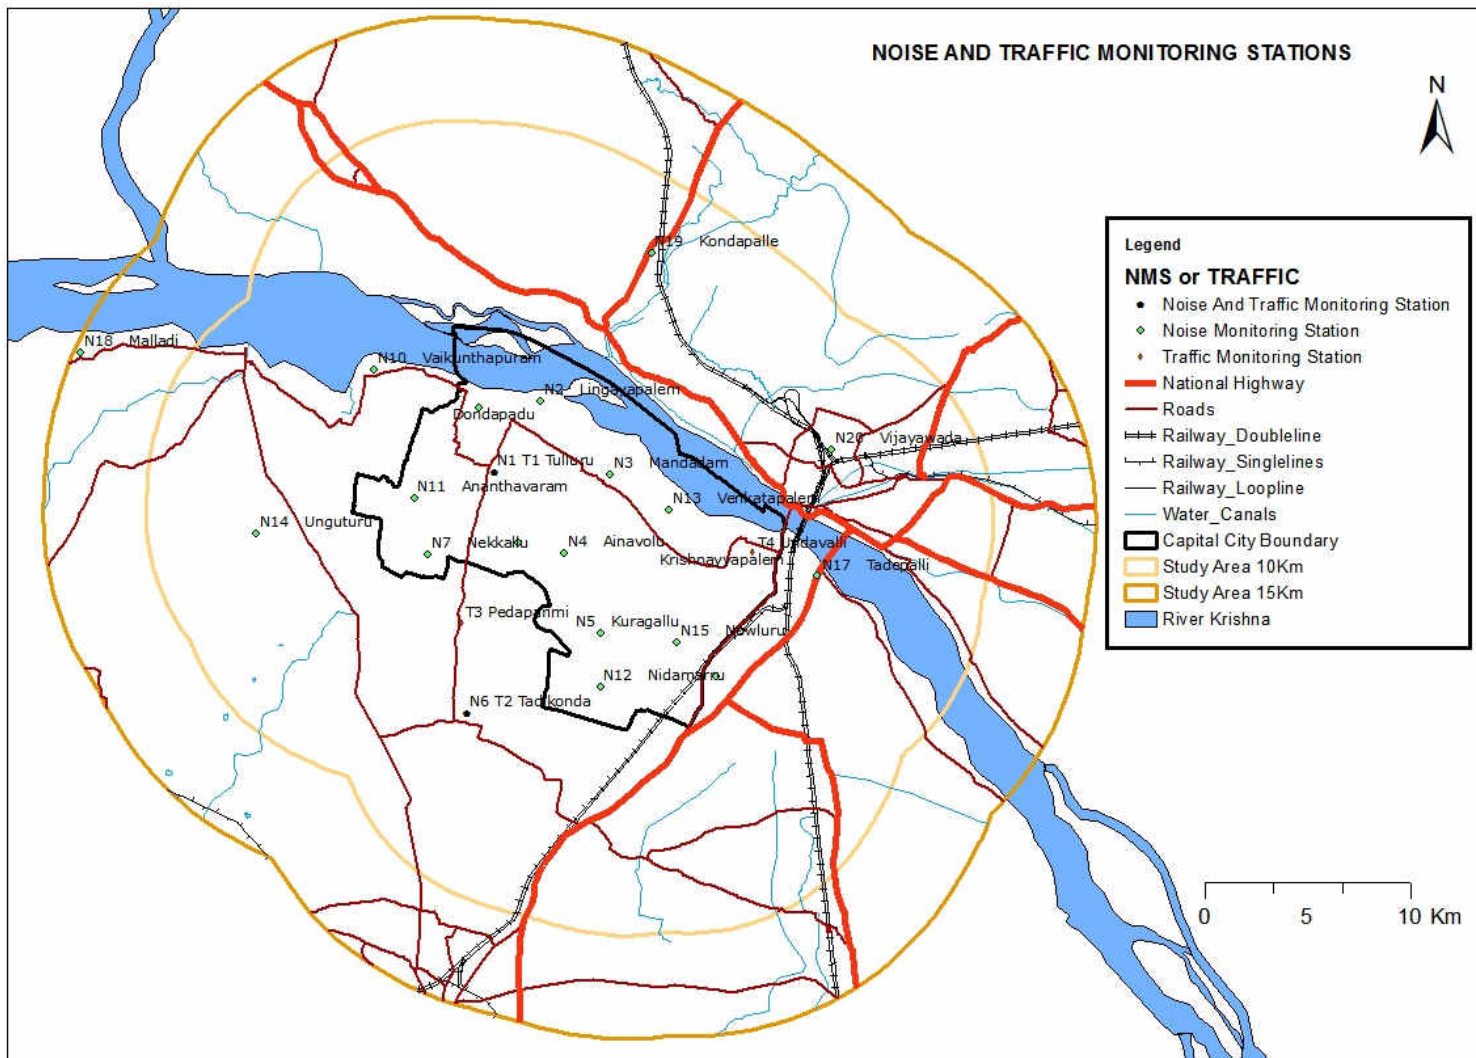 NOISE AND TRAFFIC MONITORING STATIONS
N
N19 Kondapalle
N18 Malladi
N10 Vaikunthapuram
N2 Lingayapalem
Dondapadu
N20 Vijayawada
N1 T1 Tulluru
N3 Mandadam
N11 Ananthavaram
N13 Venkatapalem
N14 Unguturu
N7 Nekkallu
N4 Ainavolu
T4 Undavalli
Krishnayyapalem
N17 Tadepalli
T3 Pedaparimi
N5 Kuragallu
N15 Nowluru
N12 Nidamarru
N6 T2 Tadikonda
Legend
NMS or TRAFFIC
Noise And Traffic Monitoring Station
Noise Monitoring Station
Traffic Monitoring Station
National Highway
Roads
Railway_Doubleline
Railway_Singlelines
Railway_Loopline
Water_Canals
Capital City Boundary
Study Area 10Km
Study Area 15Km
River Krishna
0 5 10 Km